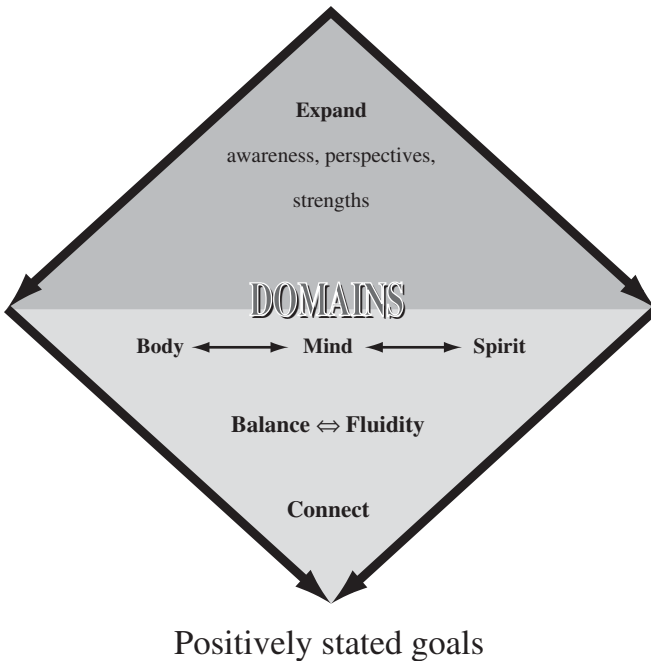 Expand
awareness, perspectives,
strengths
DOMAINS
Body Mind Spirit
Balance ⇔ Fluidity
Connect
Positively stated goals